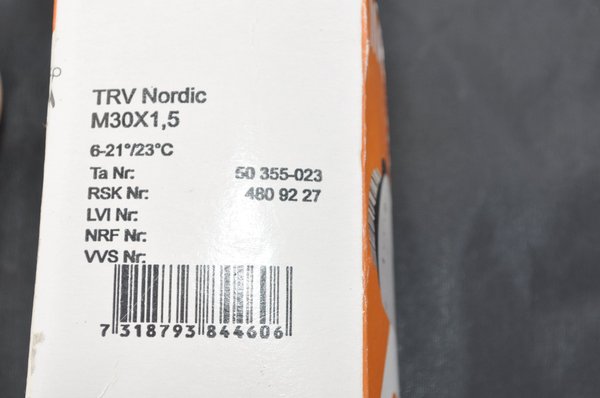 TRV Nordic
M30X1,5
6-21°/23°C
Ta Nr: 50 355-023
RSK Nr: 480 92 27
LVI Nr:
NRF Nr:
VVS Nr:
7 318793 844606